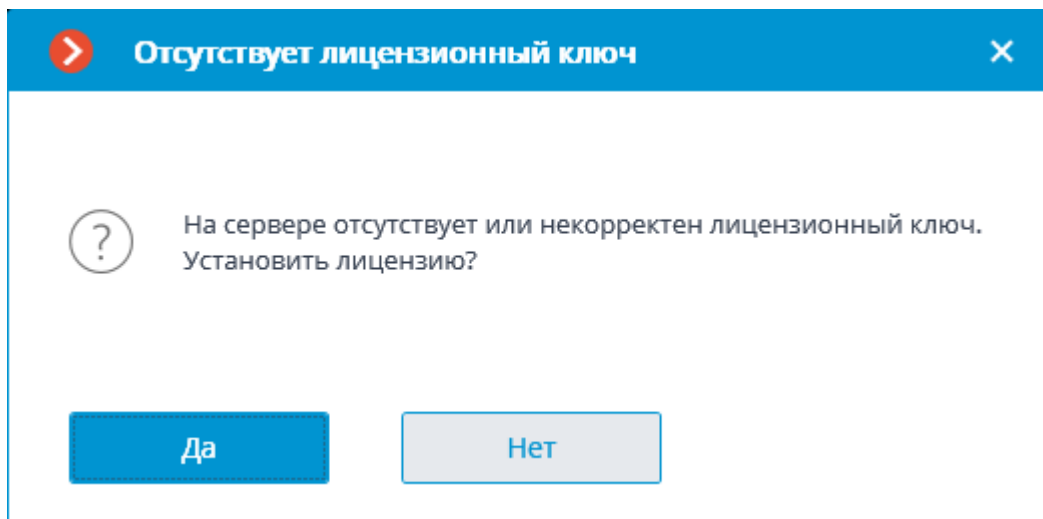 Отсутствует лицензионный ключ
На сервере отсутствует или некорректен лицензионный ключ.
Установить лицензию?
Да
Нет